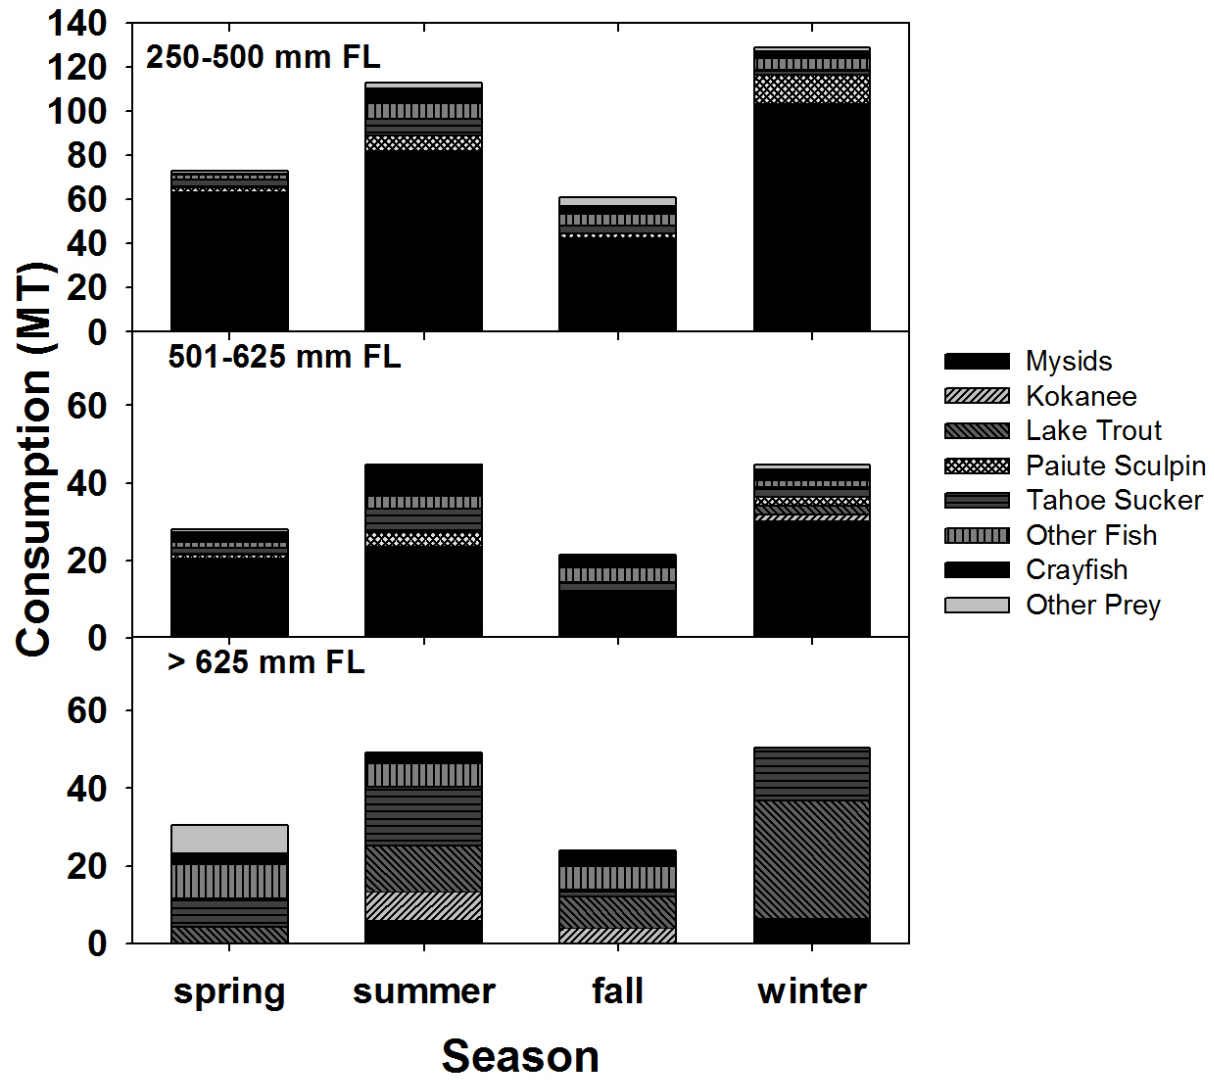 140
250-500 mm FL
120
100
80
60
40
20
0
501-625 mm FL
60
40
20
0
> 625 mm FL
60
40
20
0
Consumption (MT)
spring summer fall winter
Season
Mysids
Kokanee
Lake Trout
Paiute Sculpin
Tahoe Sucker
Other Fish
Crayfish
Other Prey